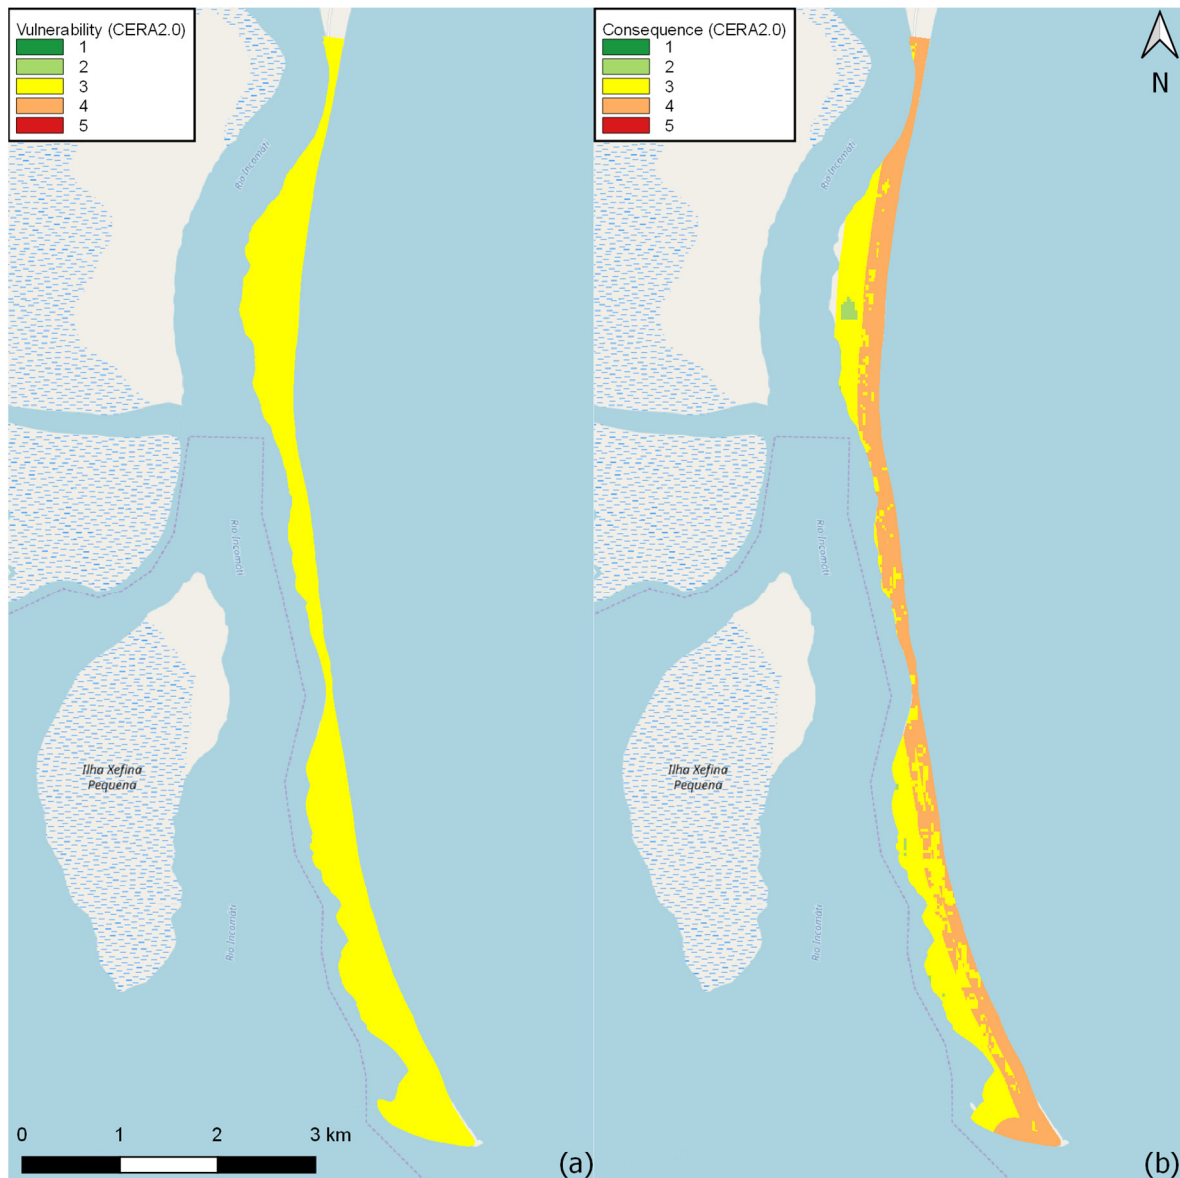 Vulnerability (CERA2.0)
1
2
3
4
5
Rio Incomati
Rio Incomati
Ilha Xefina
Pequena
Rio Incomati
0 1 2 3 km
(a)
Consequence (CERA2.0)
1
2
3
4
5
N
Rio Incomati
Rio Incomati
Ilha Xefina
Pequena
Rio Incomati
(b)